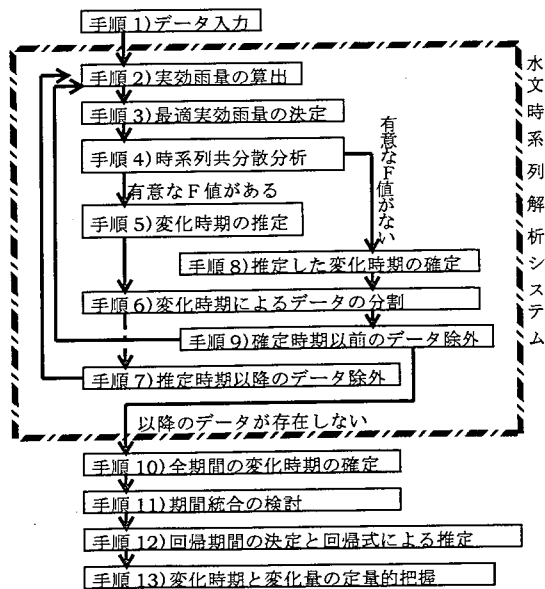 手順 1)データ入力
手順 2)実効雨量の算出
手順 3)最適実効雨量の決定
手順 4)時系列共分散分析
有意なＦ値がある
有意なＦ値がない
手順 5)変化時期の推定
手順 8)推定した変化時期の確定
手順 6)変化時期によるデータの分割
手順 9)確定時期以前のデータ除外
手順 7)推定時期以降のデータ除外
以降のデータが存在しない
水文時系列解析システム
手順 10)全期間の変化時期の確定
手順 11)期間統合の検討
手順 12)回帰期間の決定と回帰式による推定
手順 13)変化時期と変化量の定量的把握